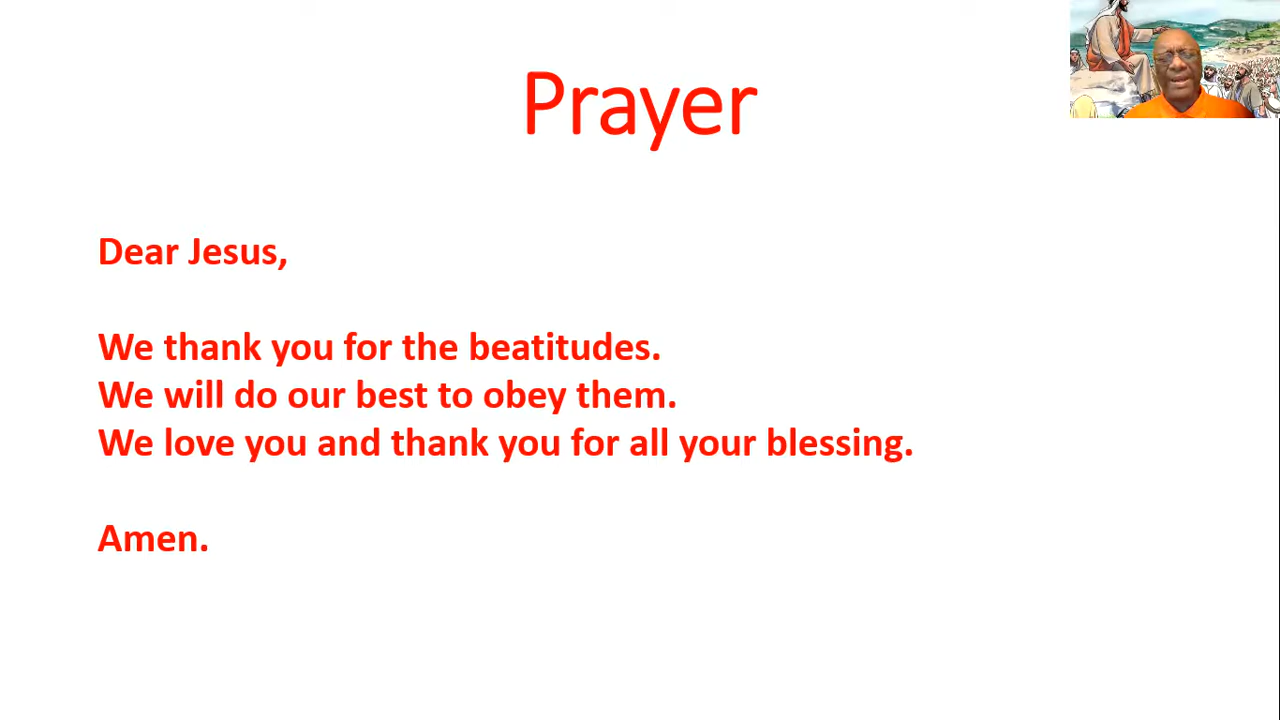 Prayer
Dear Jesus,
We thank you for the beatitudes.
We will do our best to obey them.
We love you and thank you for all your blessing.
Amen.